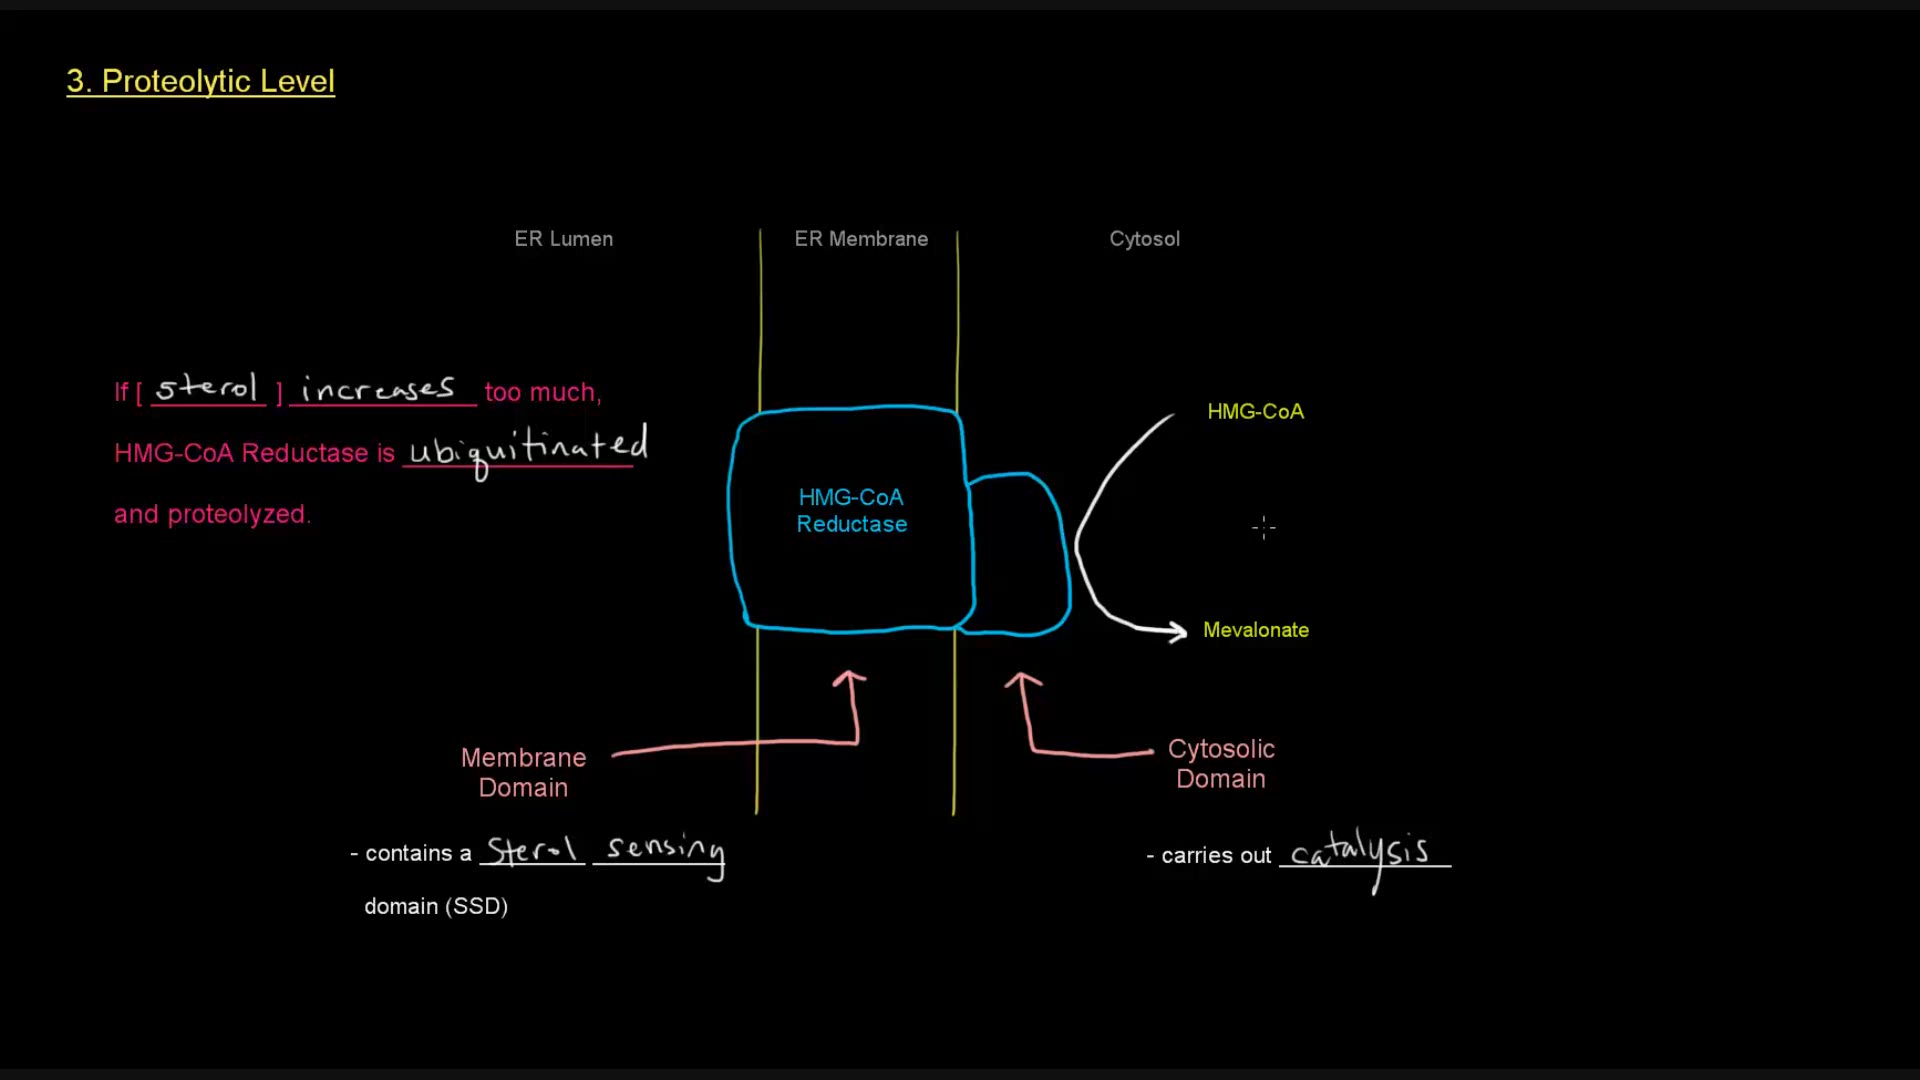 3. Proteolytic Level
ER Lumen
ER Membrane
Cytosol
If [ sterol ] increases too much,
HMG-CoA Reductase is ubiquitinated
and proteolyzed.
HMG-CoA
Reductase
HMG-CoA
Mevalonate
Membrane
Domain
- contains a sterol sensing
domain (SSD)
Cytosolic
Domain
- carries out catalysis